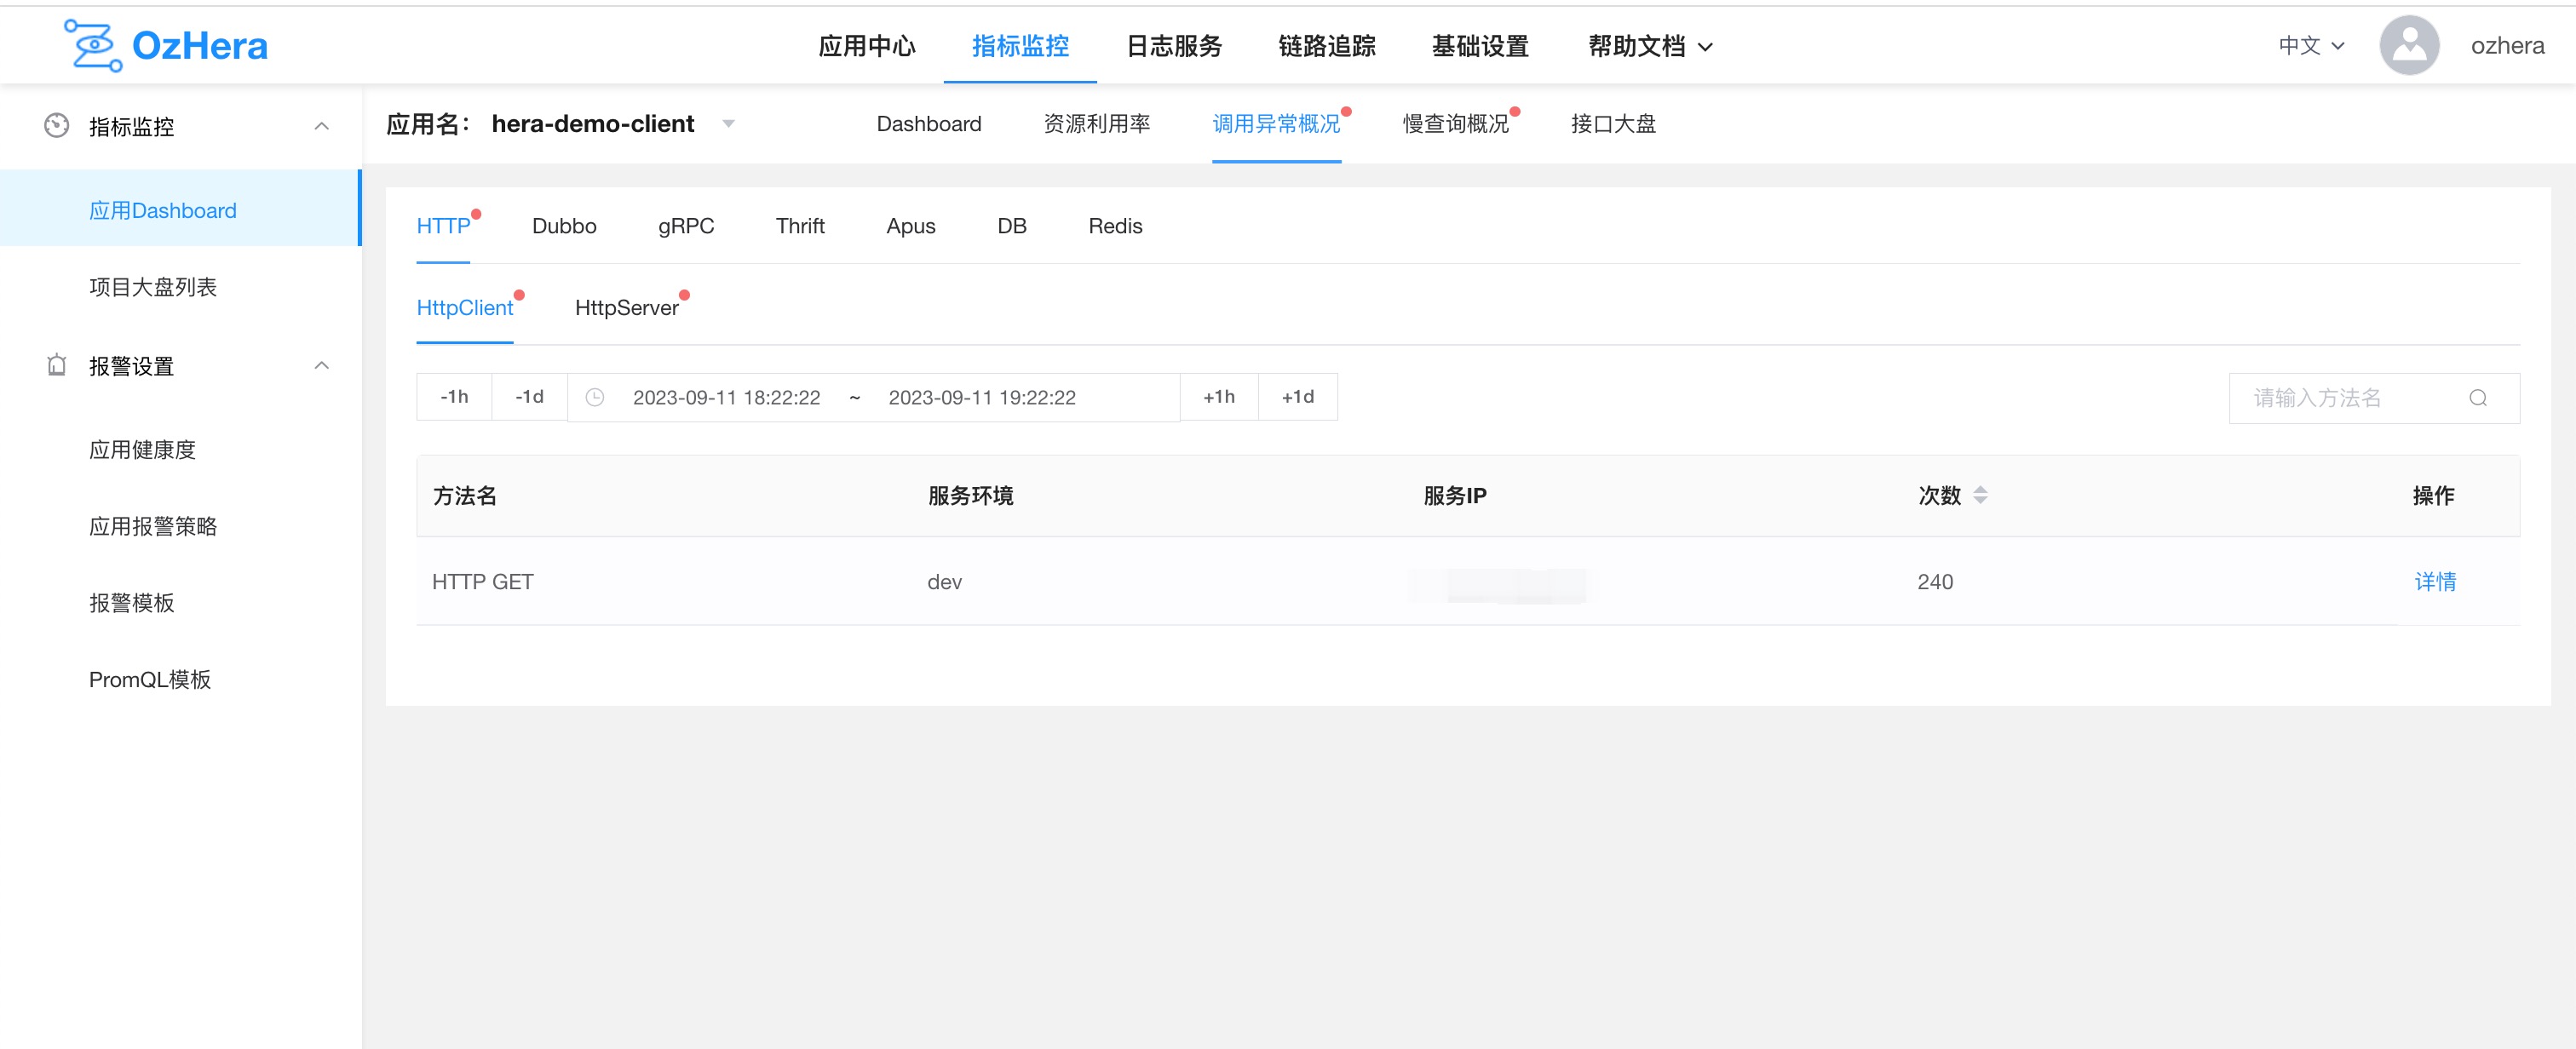 OzHera 应用中心 指标监控 日志服务 链路追踪 基础设置 帮助文档 中文 ozhera
指标监控
应用Dashboard
项目大盘列表
报警设置
应用健康度
应用报警策略
报警模板
PromQL模板
应用名： hera-demo-client Dashboard 资源利用率 调用异常概况 慢查询概况 接口大盘
HTTP Dubbo gRPC Thrift Apus DB Redis
HttpClient HttpServer
-1h -1d 2023-09-11 18:22:22 ~ 2023-09-11 19:22:22 +1h +1d 请输入方法名
方法名 服务环境 服务IP 次数 操作
HTTP GET dev 240 详情